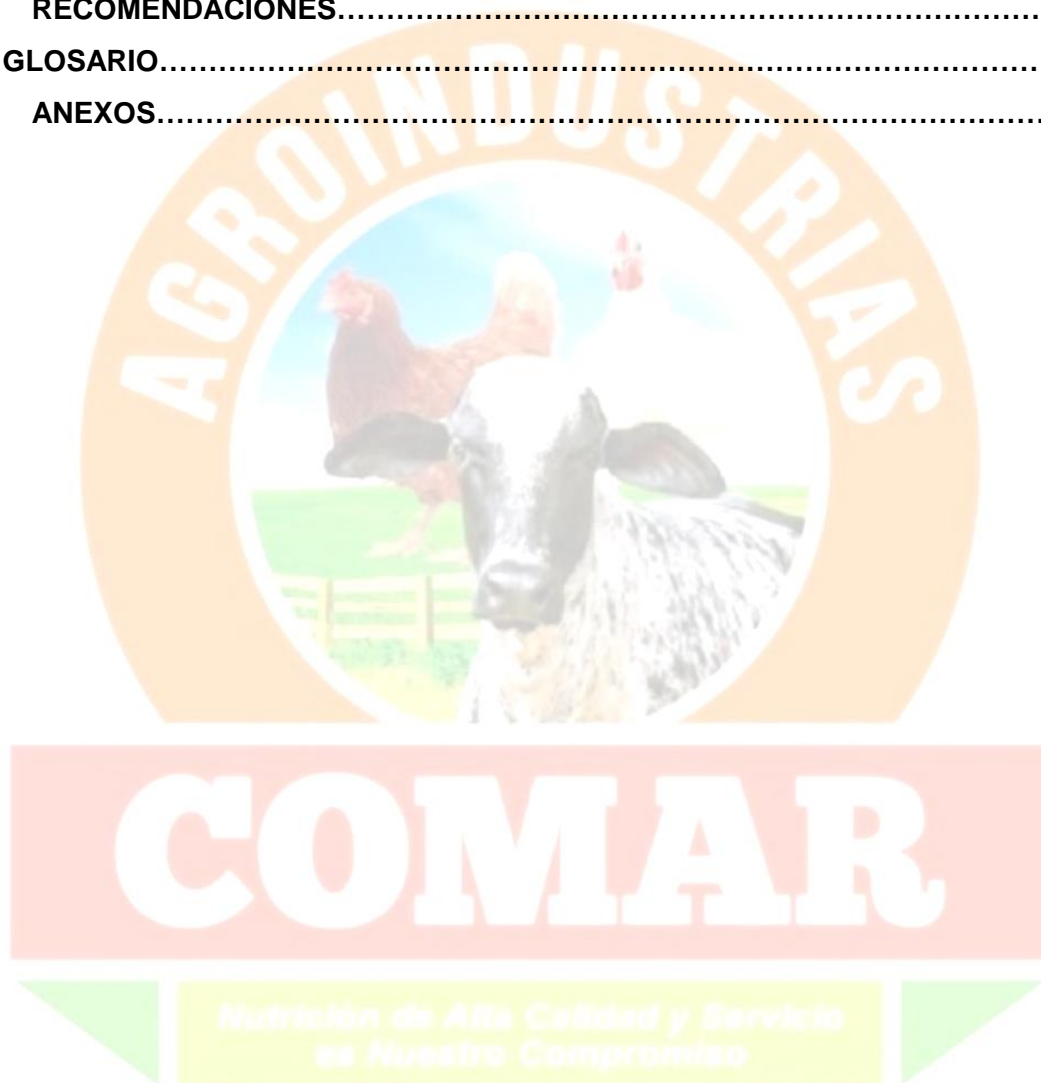 RECOMENDACIONES……………………………………………………………………
GLOSARIO………………………………………………………………………………
ANEXOS…………………………………………………………………………………
AGROINDUSTRIAS
COMAR
Nutrición de Alta Calidad y Servicio
es Nuestro Compromiso